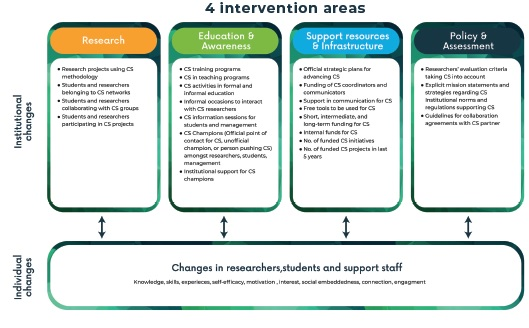 4 intervention areas
Research
Education &
Awareness
Support resources
& Infrastructure
Policy &
Assessment
Institutional
changes
• Research projects using CS
methodology
• Students and researchers
belonging to CS networks
• Students and researchers
collaborating with CS groups
• Students and researchers
participating in CS projects
• CS training programs
• CS in teaching programs
• CS activities in formal and
informal education
• Informal occasions to interact
with CS researchers
• CS information sessions for
students and management
• CS Champions (Official point of
contact for CS, unofficial
champion, or person pushing CS)
amongst researchers, students,
management
• Institutional support for CS
champions
• Official strategic plans for
advancing CS
• Funding of CS coordinators and
communicators
• Support in communication for CS
• Free tools to be used for CS
• Short, intermediate, and
long-term funding for CS
• Internal funds for CS
• No. of funded CS initiatives
• No. of funded CS projects in last
5 years
• Researchers' evaluation criteria
taking CS into account
• Explicit mission statements and
strategies regarding CS
Institutional norms and
regulations supporting CS
• Guidelines for collaboration
agreements with CS partner
Individual
changes
Changes in researchers,students and support staff
Knowledge, skills, experieces, self-efficacy, motivation , interest, social embeddedness, connection, engagment